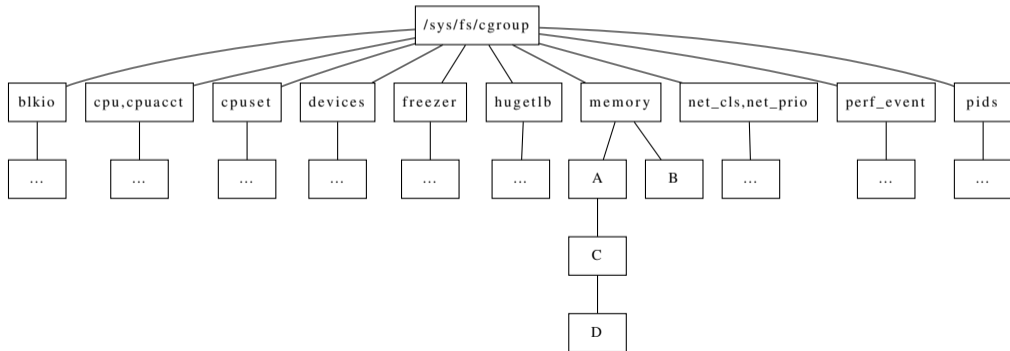 /sys/fs/cgroup
blkio cpu,cpuacct cpuset devices freezer hugetlb memory net_cls,net_prio perf_event pids
... ... ... ... ... ... A B ... ... ...
C
D